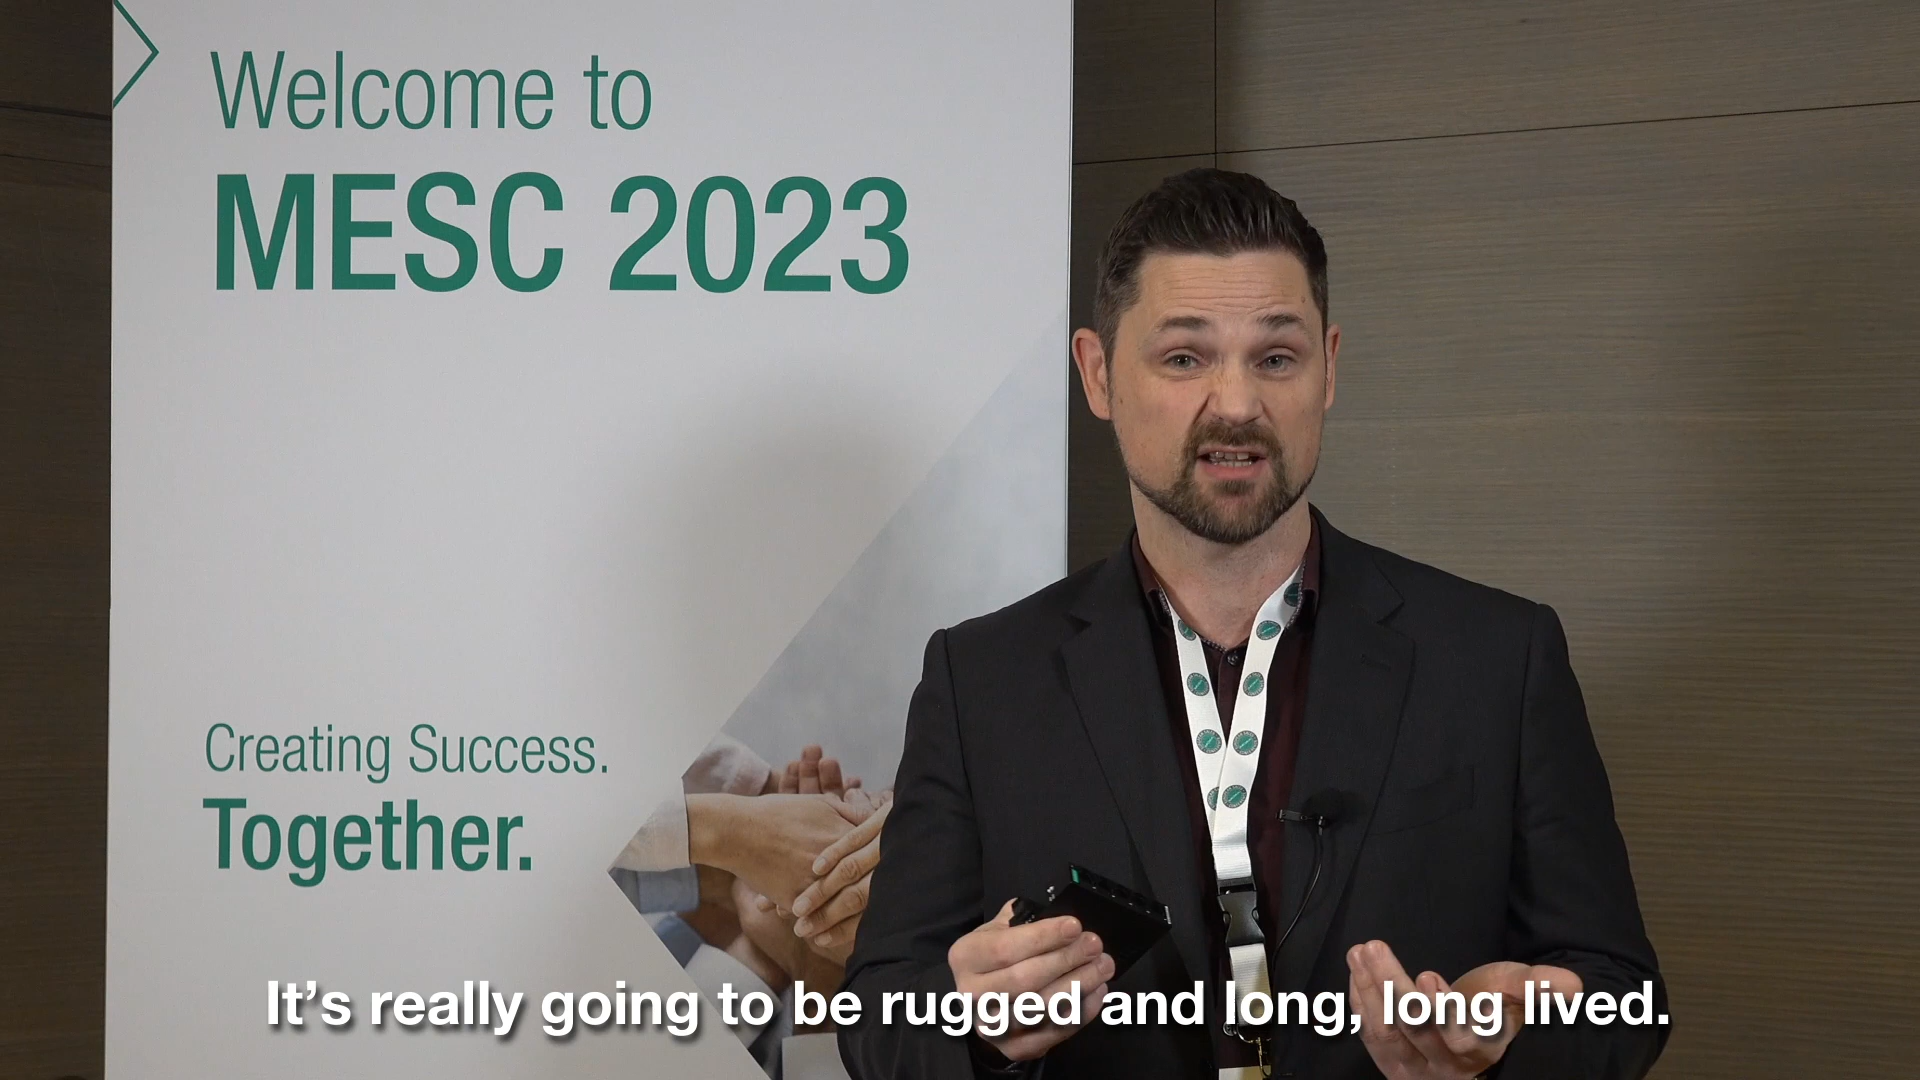 Welcome to
MESC 2023
Creating Success.
Together.
It's really going to be rugged and long, long lived.